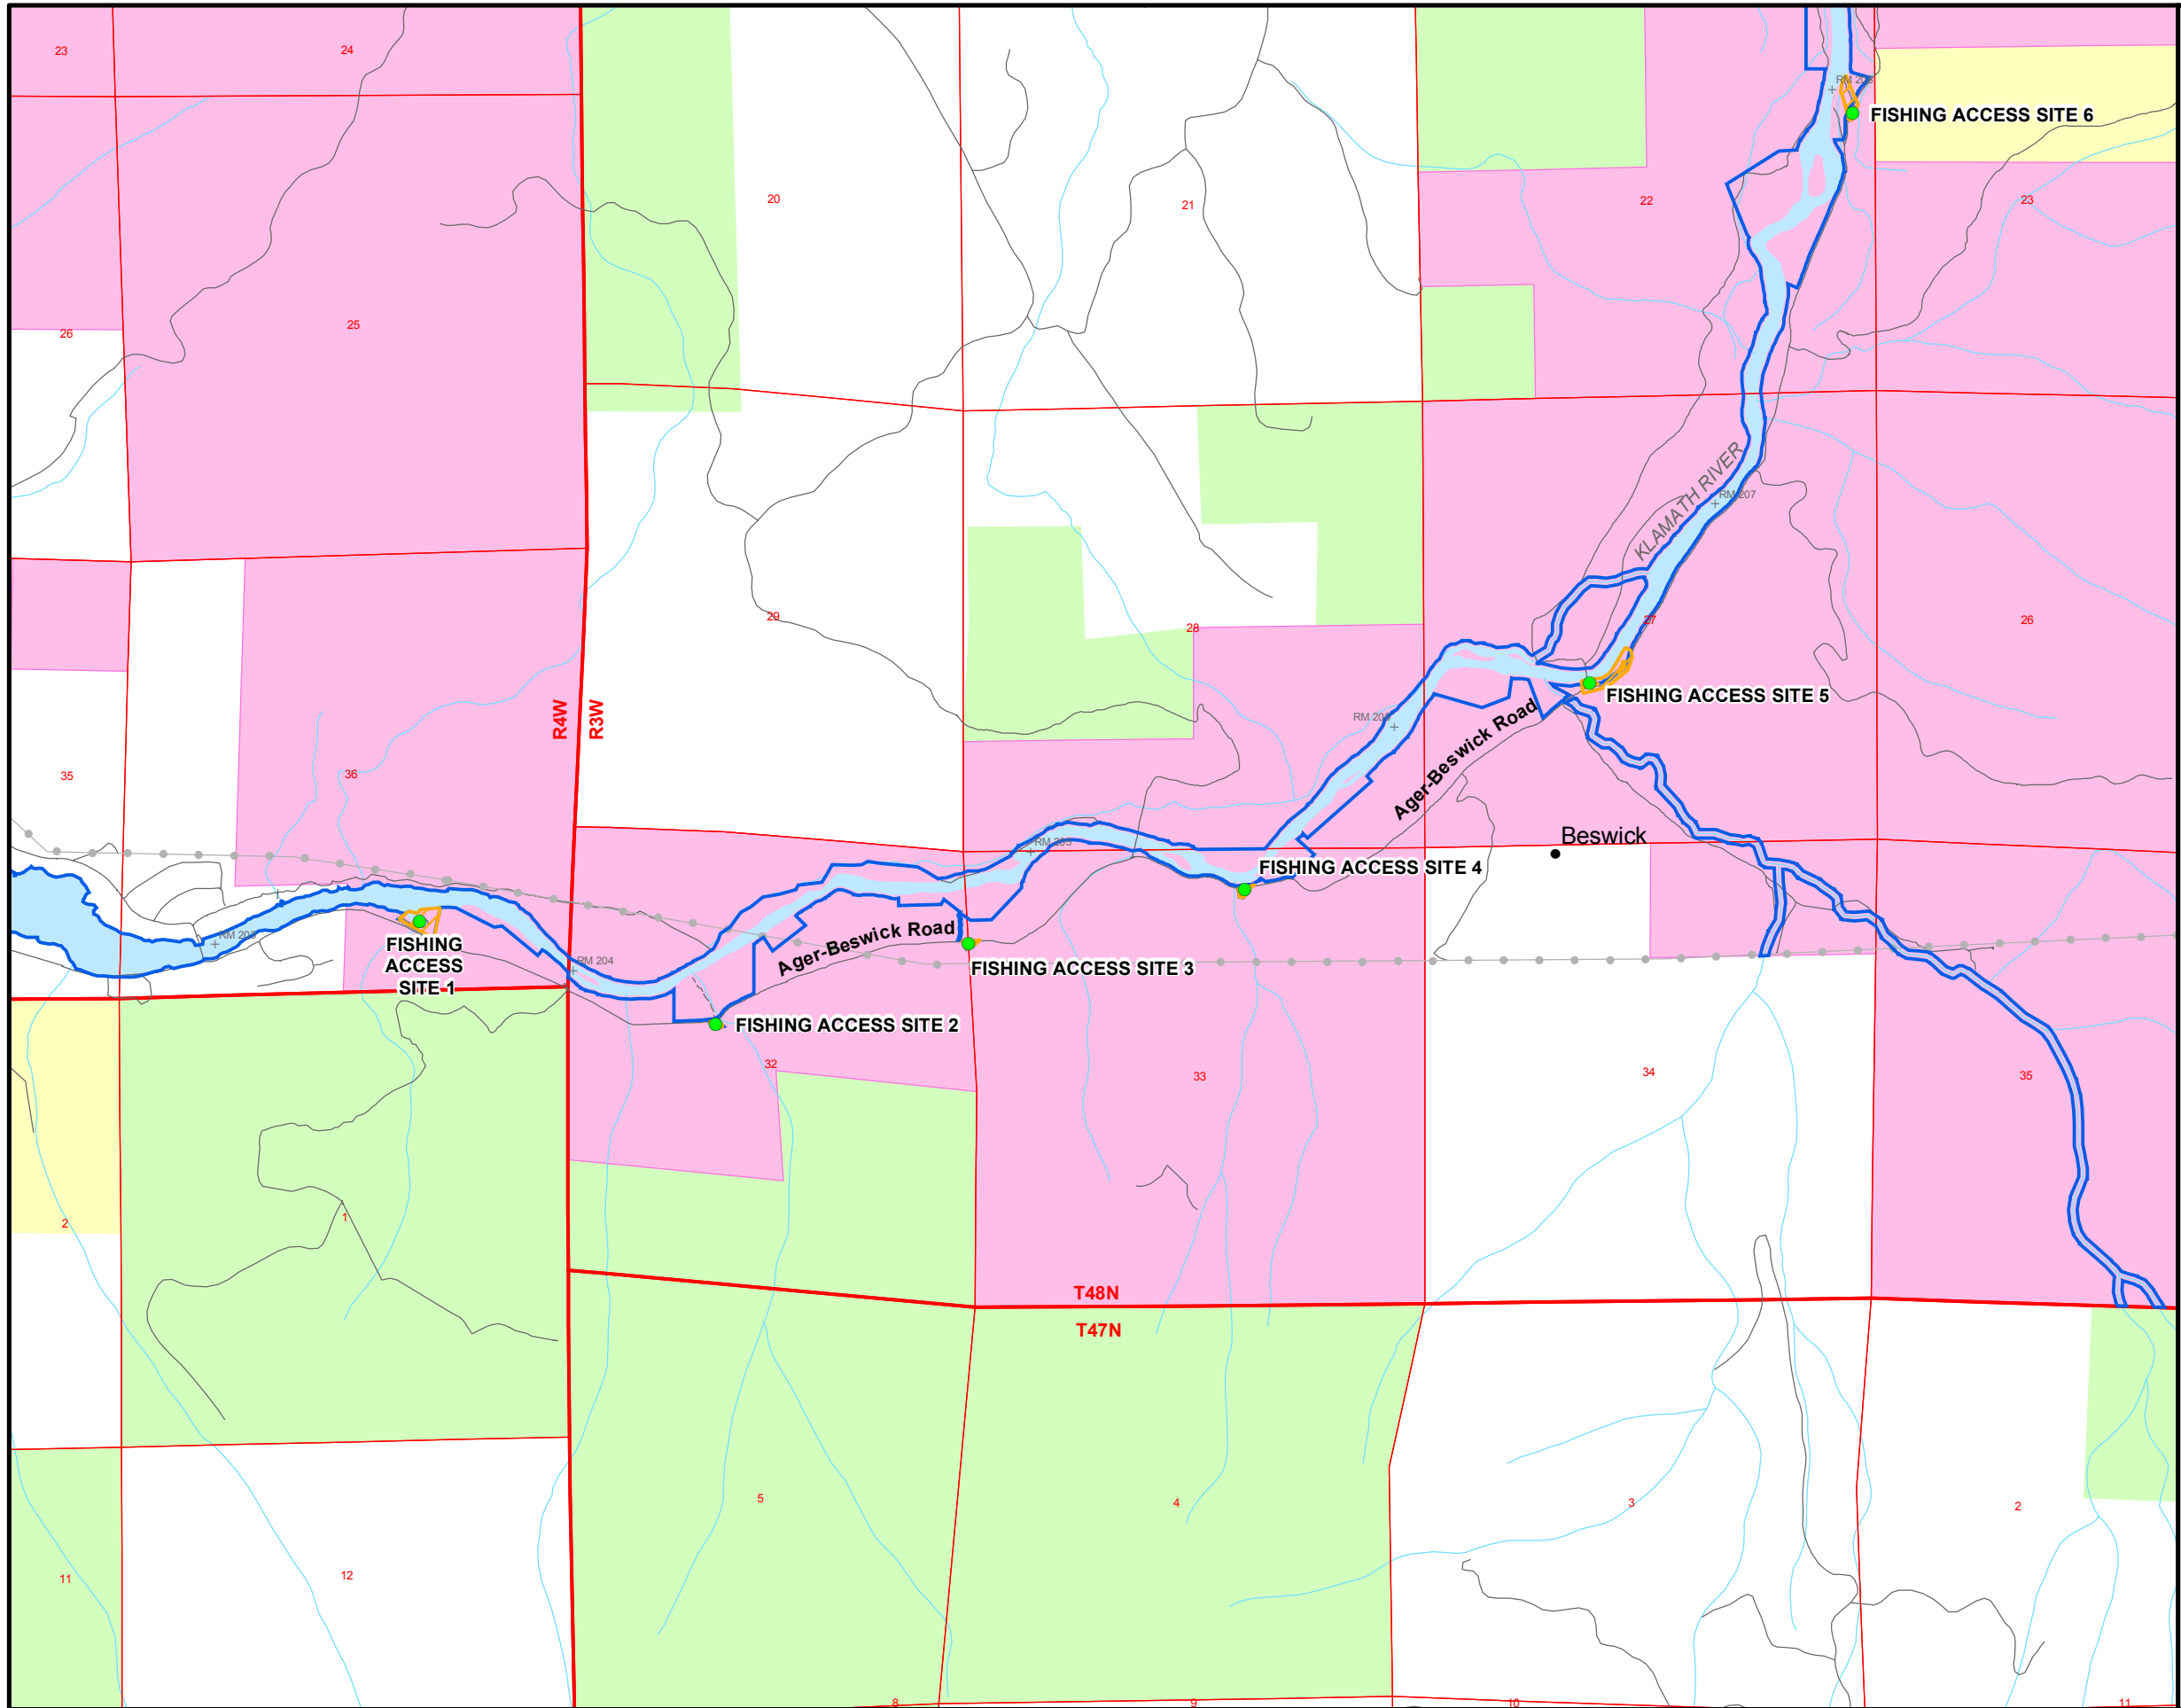 23
24
RM 208
FISHING ACCESS SITE 6
20
21
22
23
25
26
KLAMATH RIVER
RM 207
29
28
27
26
FISHING ACCESS SITE 5
R4W
R3W
RM 206
Ager-Beswick Road
35
36
Beswick
RM 205
FISHING ACCESS SITE 4
FISHING
ACCESS
SITE 1
RM 203
Ager-Beswick Road
RM 204
FISHING ACCESS SITE 3
FISHING ACCESS SITE 2
32
33
34
35
2
1
T48N
T47N
5
4
3
2
11
12
8
9
10
11